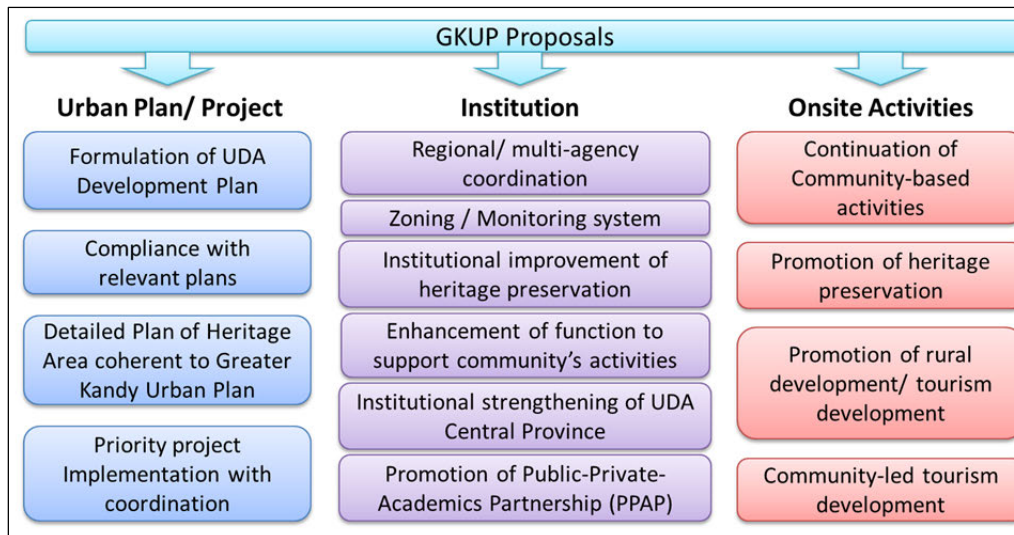 GKUP Proposals
Urban Plan/ Project
Formulation of UDA
Development Plan
Compliance with
relevant plans
Detailed Plan of Heritage
Area coherent to Greater
Kandy Urban Plan
Priority project
Implementation with
coordination
Institution
Regional/ multi-agency
coordination
Zoning / Monitoring system
Institutional improvement of
heritage preservation
Enhancement of function to
support community’s activities
Institutional strengthening of UDA
Central Province
Promotion of Public-Private-
Academics Partnership (PPAP)
Onsite Activities
Continuation of
Community-based
activities
Promotion of heritage
preservation
Promotion of rural
development/ tourism
development
Community-led tourism
development